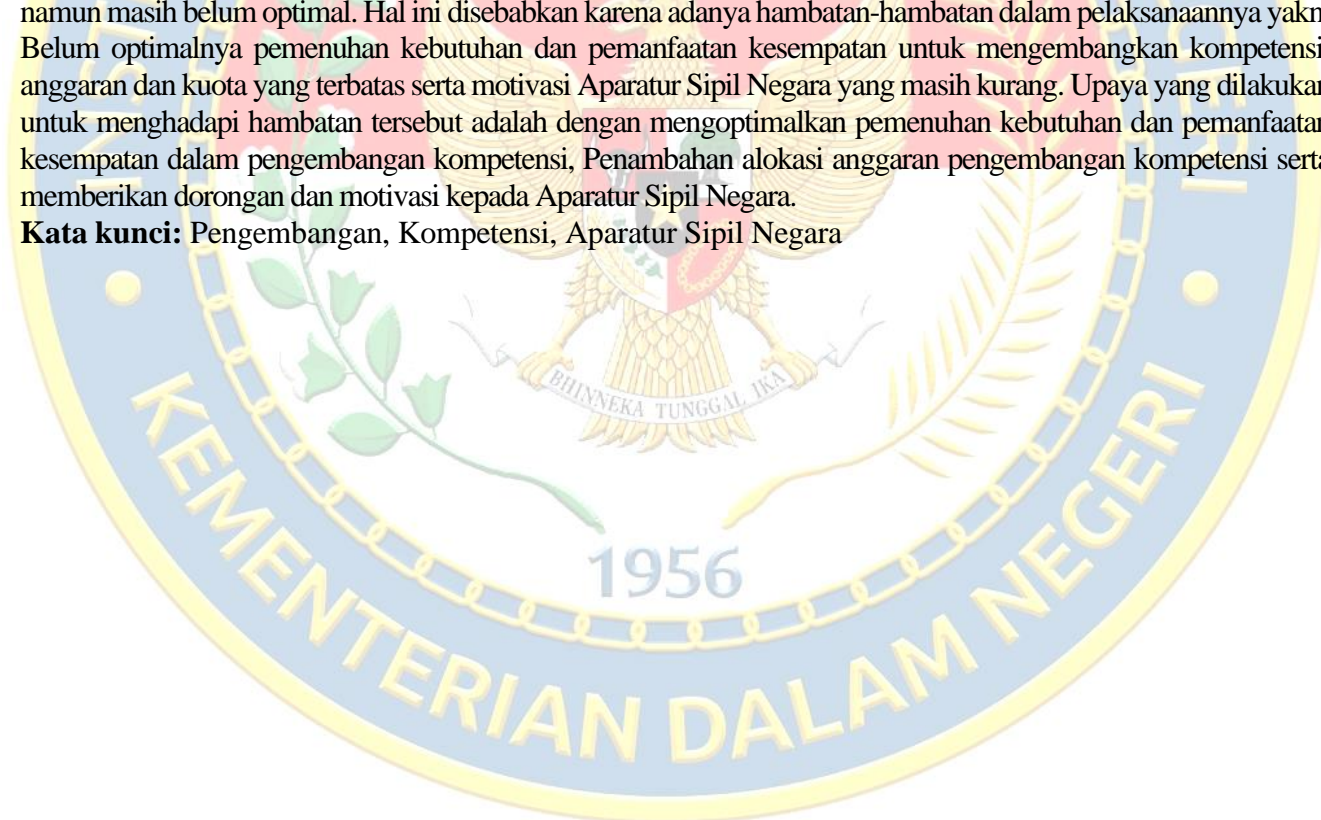 namun masih belum optimal. Hal ini disebabkan karena adanya hambatan-hambatan dalam pelaksanaannya yakn
Belum optimalnya pemenuhan kebutuhan dan pemanfaatan kesempatan untuk mengembangkan kompetensi
anggaran dan kuota yang terbatas serta motivasi Aparatur Sipil Negara yang masih kurang. Upaya yang dilakukan
untuk menghadapi hambatan tersebut adalah dengan mengoptimalkan pemenuhan kebutuhan dan pemanfaatan
kesempatan dalam pengembangan kompetensi, Penambahan alokasi anggaran pengembangan kompetensi serta
memberikan dorongan dan motivasi kepada Aparatur Sipil Negara.
Kata kunci: Pengembangan, Kompetensi, Aparatur Sipil Negara
BHINNEKA TUNGGAL IKA
1956
KEMENTERIAN DALAM NEGERI